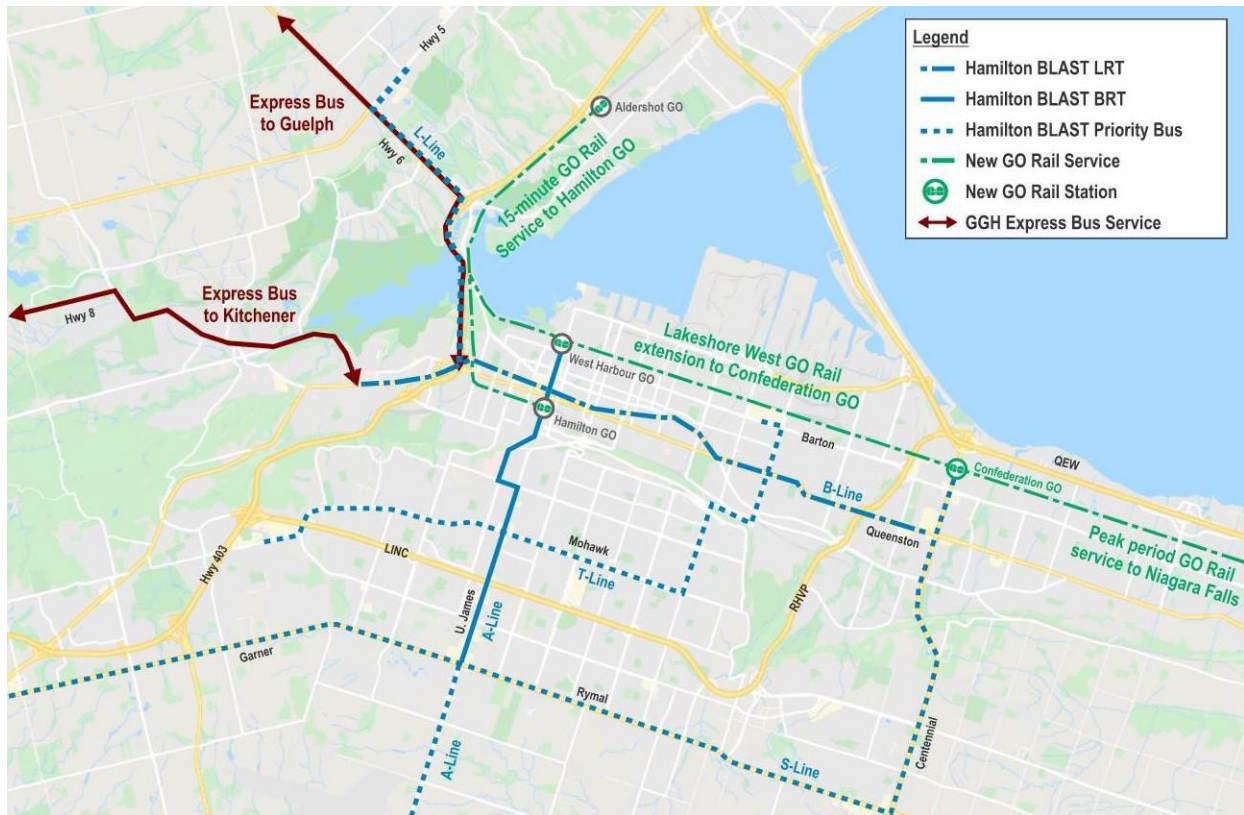 Legend
Hamilton BLAST LRT
Hamilton BLAST BRT
Hamilton BLAST Priority Bus
New GO Rail Service
New GO Rail Station
GGH Express Bus Service
Hwy 5
Express Bus
to Guelph
L-Line
Hwy 6
Aldershot GO
15-minute GO Rail
Service to Hamilton GO
Express Bus
to Kitchener
Hwy 8
West Harbour GO
Lakeshore West GO Rail
extension to Confederation GO
Hamilton GO
Barton
QEW
Confederation GO
B-Line
Queenston
Peak period GO Rail
service to Niagara Falls
Hwy 403
LINC
Mohawk
T-Line
RHVP
U. James
A-Line
Garner
Rymal
Centennial
A-Line
S-Line